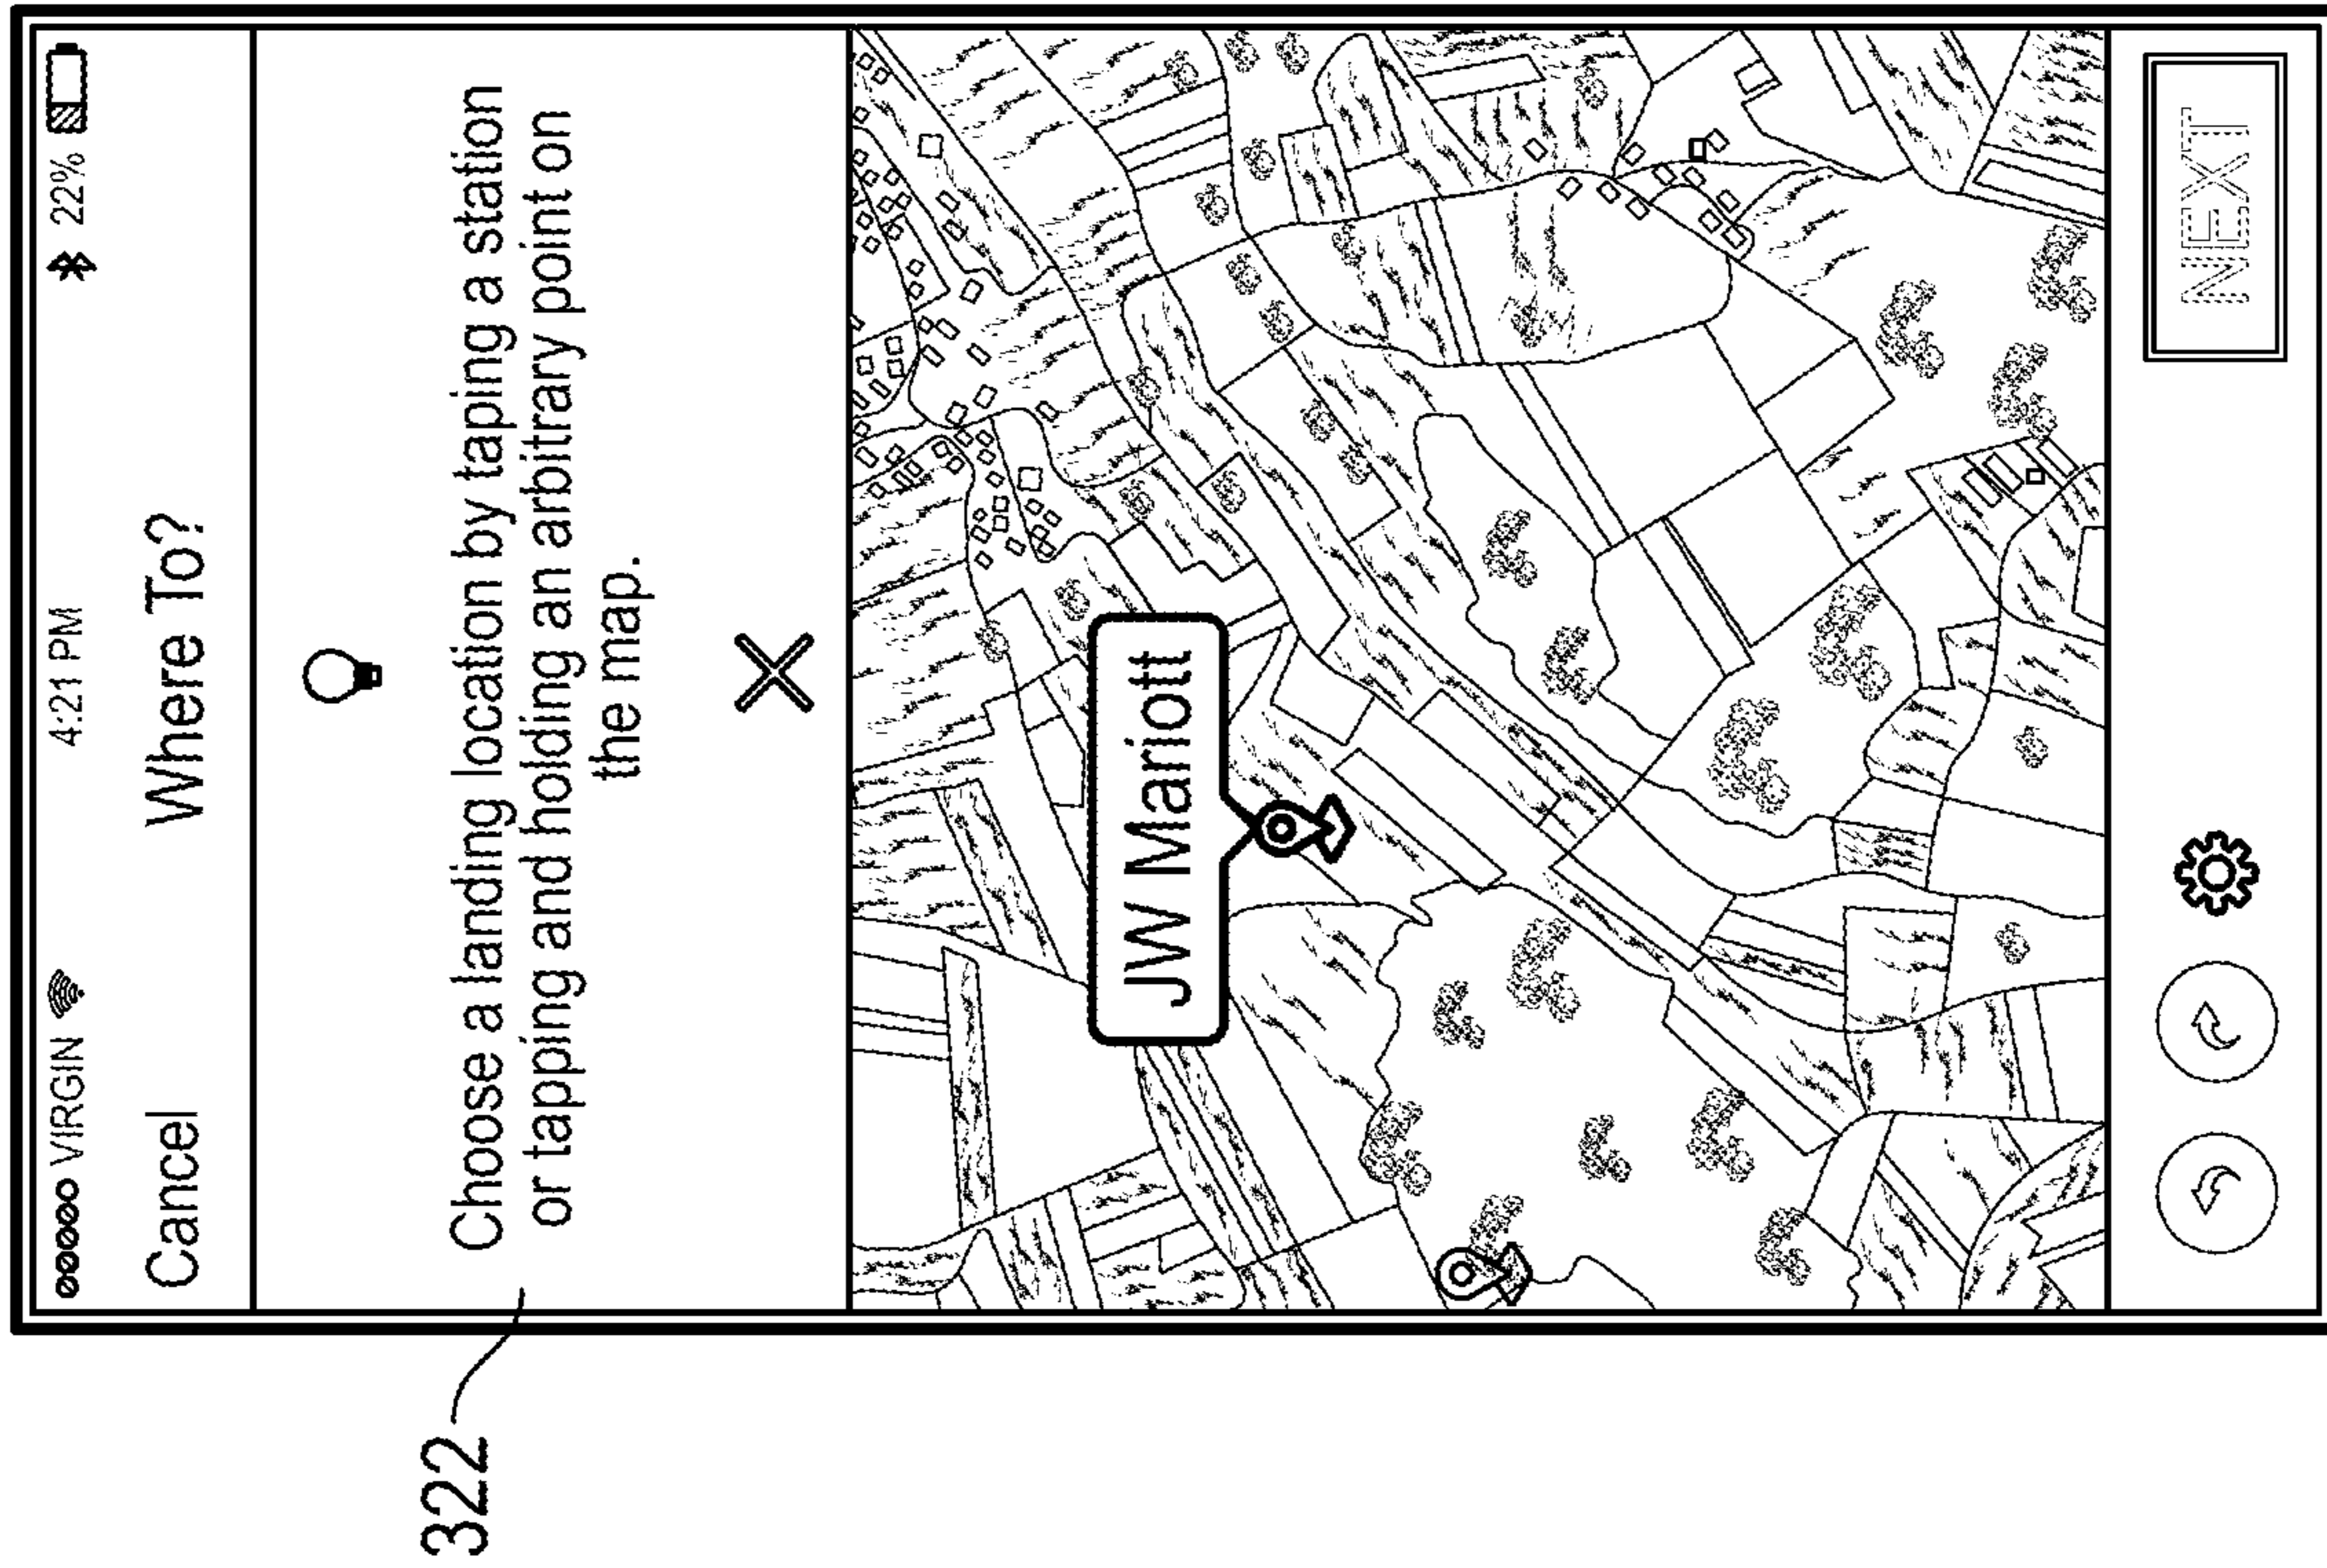 VIRGIN 4:21 PM 22%
Cancel Where To?
Choose a landing location by taping a station
or tapping and holding an arbitrary point on
the map.
322
JW Mariott
NEXT